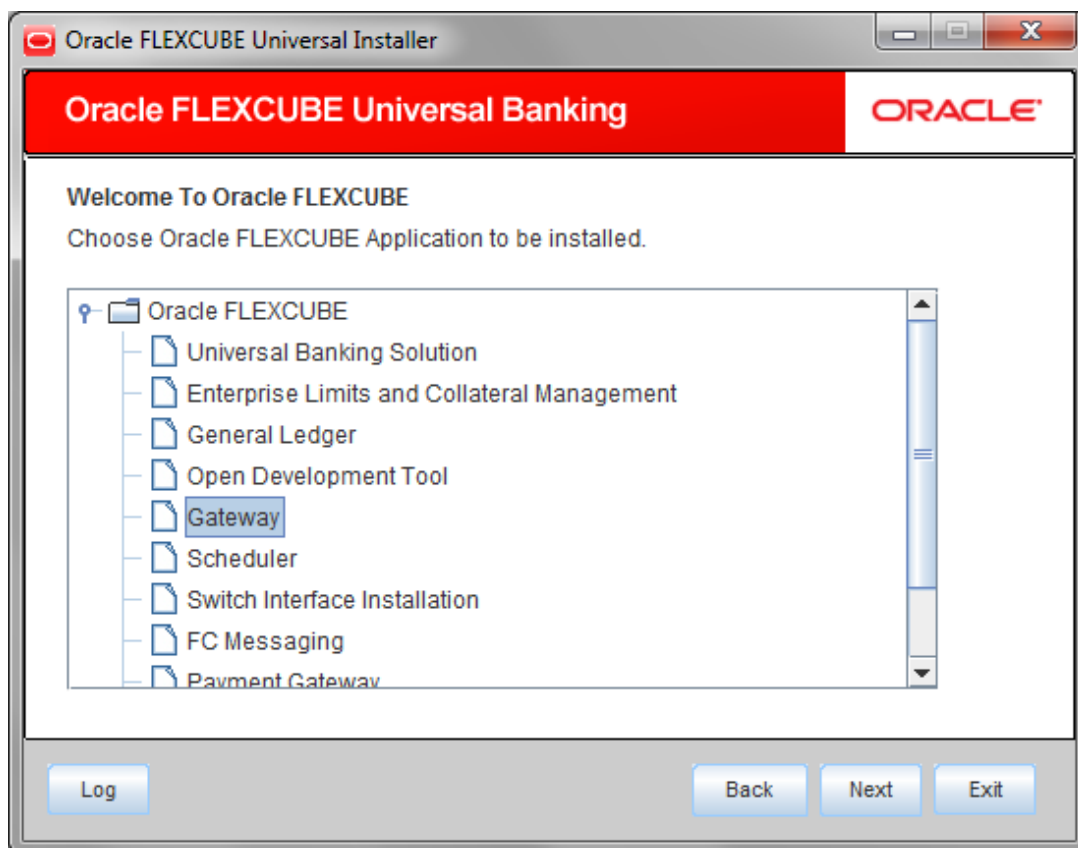 Oracle FLEXCUBE Universal Installer
Oracle FLEXCUBE Universal Banking
ORACLE
Welcome To Oracle FLEXCUBE
Choose Oracle FLEXCUBE Application to be installed.
Oracle FLEXCUBE
Universal Banking Solution
Enterprise Limits and Collateral Management
General Ledger
Open Development Tool
Gateway
Scheduler
Switch Interface Installation
FC Messaging
Payment Gateway
Log Back Next Exit